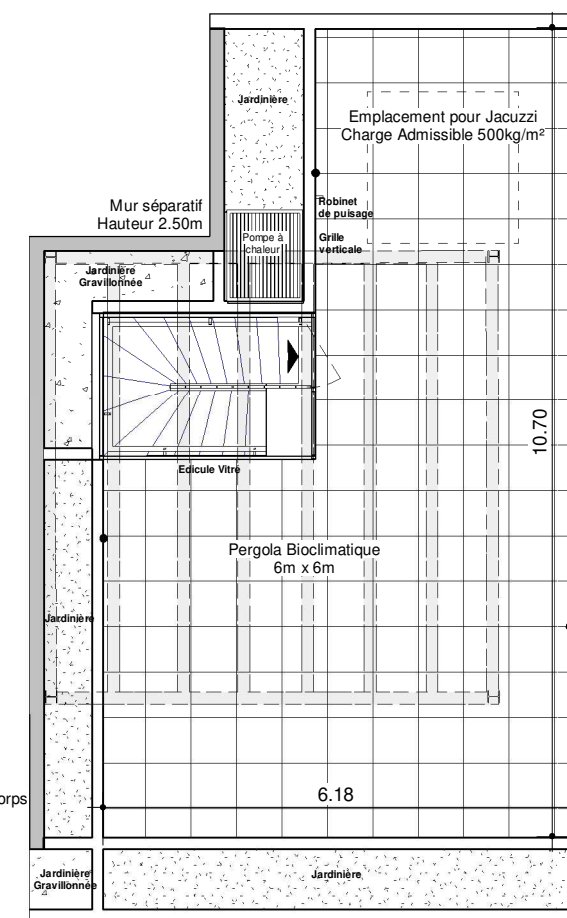 Jardinière
Emplacement pour Jacuzzi
Charge Admissible 500kg/m²
Mur séparatif
Hauteur 2.50m
Robinet
de puisage
Pompe à
chaleur
Grille
verticale
Jardinière
Gravillonnée
10.70
Edicule Vitré
Pergola Bioclimatique
6m x 6m
Jardinière
6.18
orps
Jardinière
Gravillonnée
Jardinière